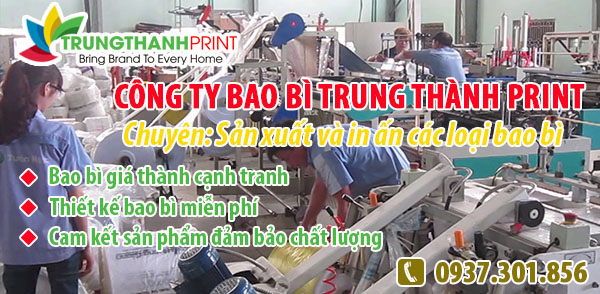 TRUNGTHANHPRINT
Bring Brand To Every Home
CÔNG TY BAO BÌ TRUNG THÀNH PRINT
Chuyên: Sản xuất và in ấn các loại bao bì
Bao bì giá thành cạnh tranh
Thiết kế bao bì miễn phí
Cam kết sản phẩm đảm bảo chất lượng
0937.301.856